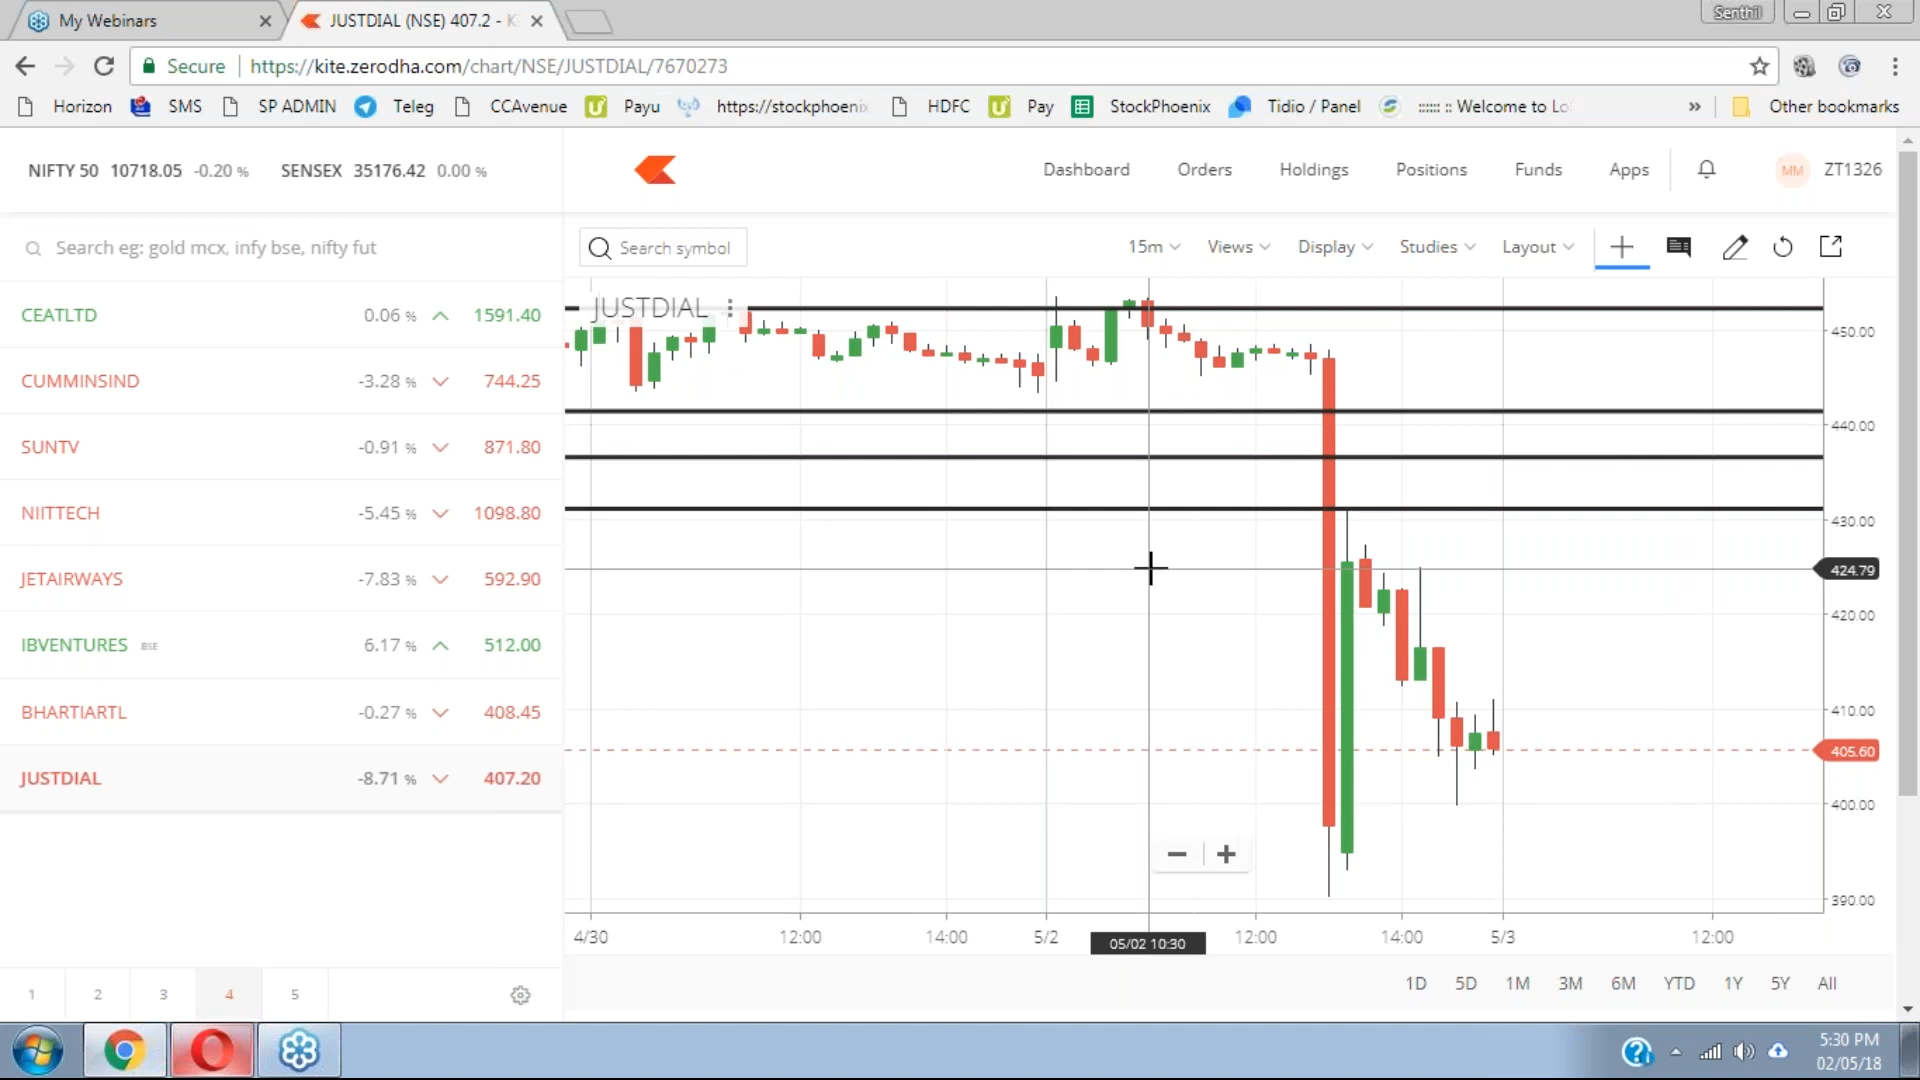 My Webinars
JUSTDIAL (NSE) 407.2 - K
Senthil
Secure
https://kite.zerodha.com/chart/NSE/JUSTDIAL/7670273
Horizon SMS SP ADMIN Teleg CCAvenue Payu https://stockphoenix HDFC Pay StockPhoenix Tidio / Panel :::::: :: Welcome to Lo » Other bookmarks
NIFTY 50 10718.05 -0.20 % SENSEX 35176.42 0.00 %
Dashboard Orders Holdings Positions Funds Apps MM ZT1326
Search eg: gold mcx, infy bse, nifty fut
Search symbol 15m Views Display Studies Layout
CEATLTD 0.06 % 1591.40
CUMMINSIND -3.28 % 744.25
SUNTV -0.91 % 871.80
NIITTECH -5.45 % 1098.80
JETAIRWAYS -7.83 % 592.90
IBVENTURES BSE 6.17 % 512.00
BHARTIARTL -0.27 % 408.45
JUSTDIAL -8.71 % 407.20
JUSTDIAL
450.00
440.00
430.00
424.79
420.00
410.00
405.60
400.00
390.00
4/30 12:00 14:00 5/2 05/02 10:30 12:00 14:00 5/3 12:00
1D 5D 1M 3M 6M YTD 1Y 5Y All
1 2 3 4 5
5:30 PM
02/05/18